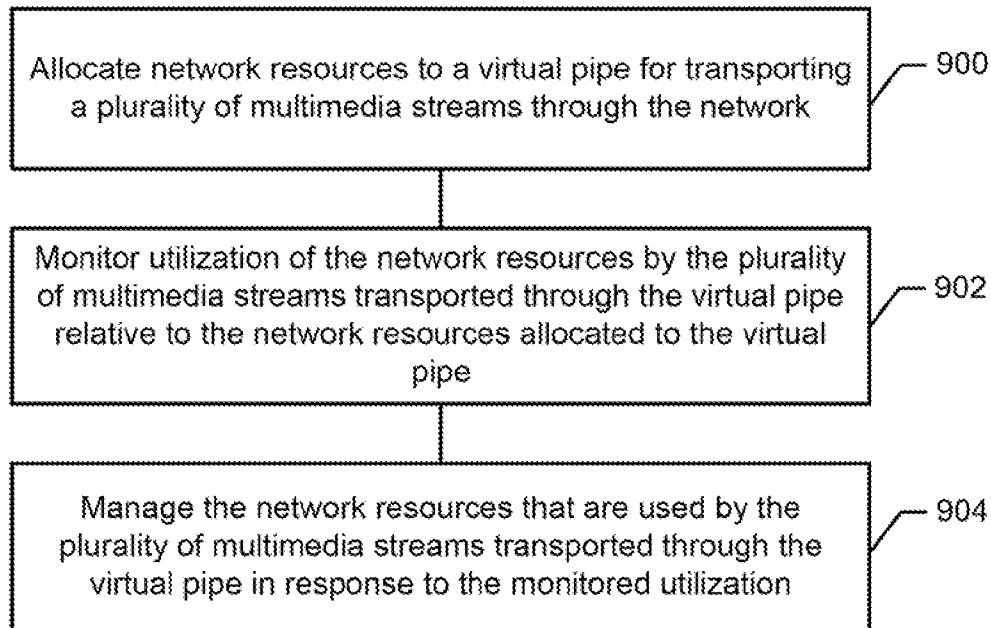 Allocate network resources to a virtual pipe for transporting
a plurality of multimedia streams through the network
900
Monitor utilization of the network resources by the plurality
of multimedia streams transported through the virtual pipe
relative to the network resources allocated to the virtual
pipe
902
Manage the network resources that are used by the
plurality of multimedia streams transported through the
virtual pipe in response to the monitored utilization
904